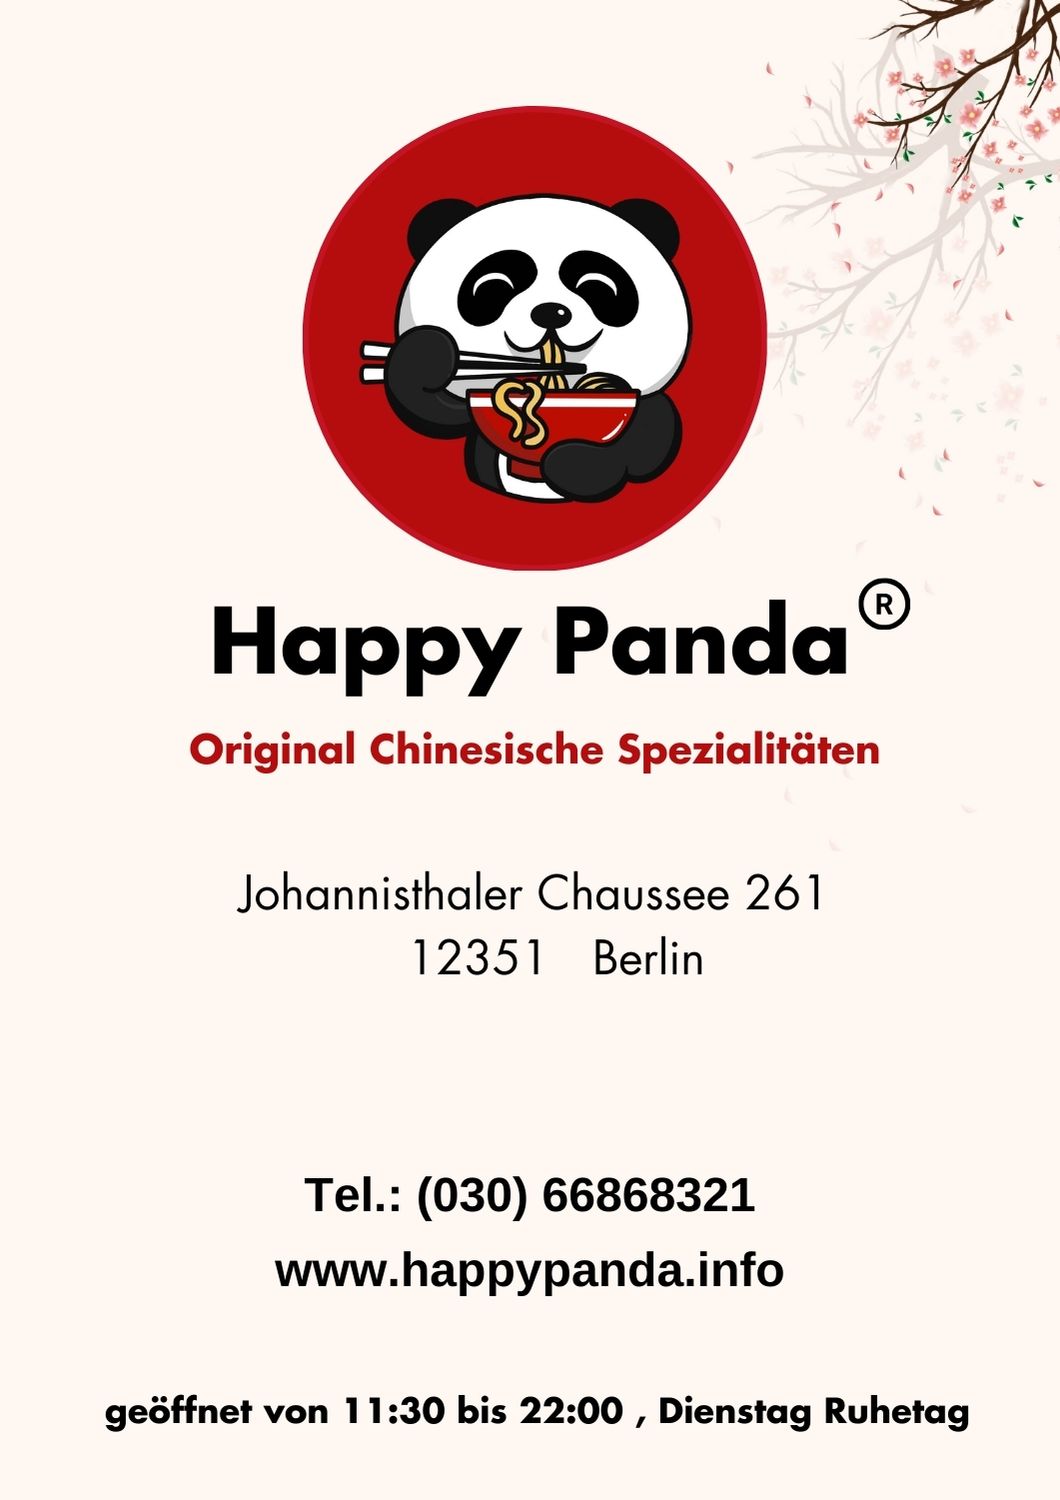 Happy Panda®
Original Chinesische Spezialitäten
Johannisthaler Chaussee 261
12351 Berlin
Tel.: (030) 66868321
www.happypanda.info
geöffnet von 11:30 bis 22:00 , Dienstag Ruhetag